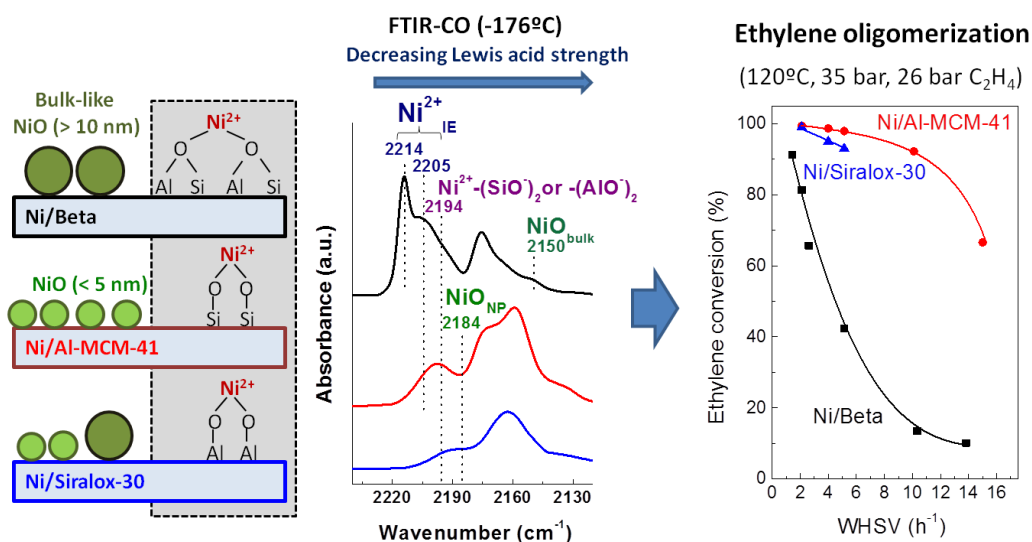 Bulk-like
NiO (> 10 nm)
Ni²⁺
O O
Al Si Al Si
Ni/Beta
NiO (< 5 nm)
Ni²⁺
O O
Si Si
Ni/Al-MCM-41
Ni²⁺
O O
Al Al
Ni/Siralox-30
FTIR-CO (-176ºC)
Decreasing Lewis acid strength
Ni²⁺IE
2214
2205
Ni²⁺-(SiO⁻)₂ or -(AlO⁻)₂
2194
NiObulk
2150
NiONP
2184
Absorbance (a.u.)
2220 2190 2160 2130
Wavenumber (cm⁻¹)
Ethylene oligomerization
(120ºC, 35 bar, 26 bar C₂H₄)
Ni/Al-MCM-41
Ni/Siralox-30
Ni/Beta
Ethylene conversion (%)
100
80
60
40
20
0
0 2 4 6 8 10 12 14 16
WHSV (h⁻¹)